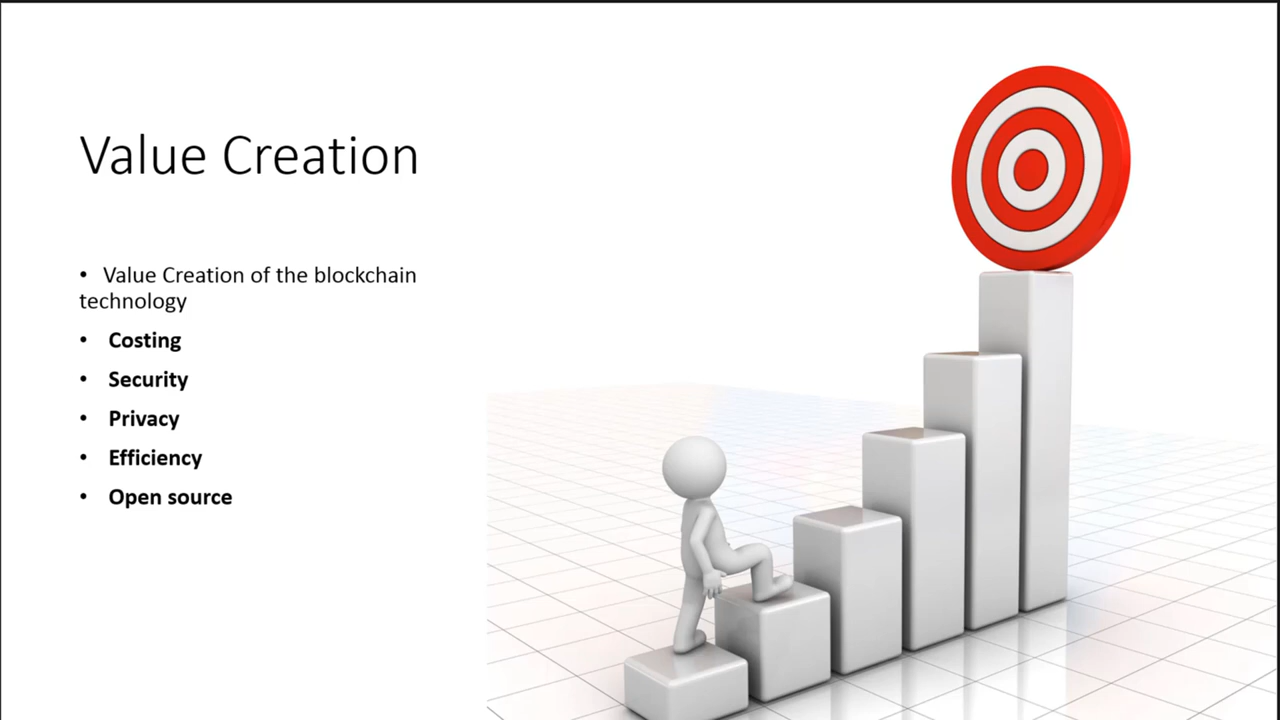 Value Creation
• Value Creation of the blockchain
technology
• Costing
• Security
• Privacy
• Efficiency
• Open source